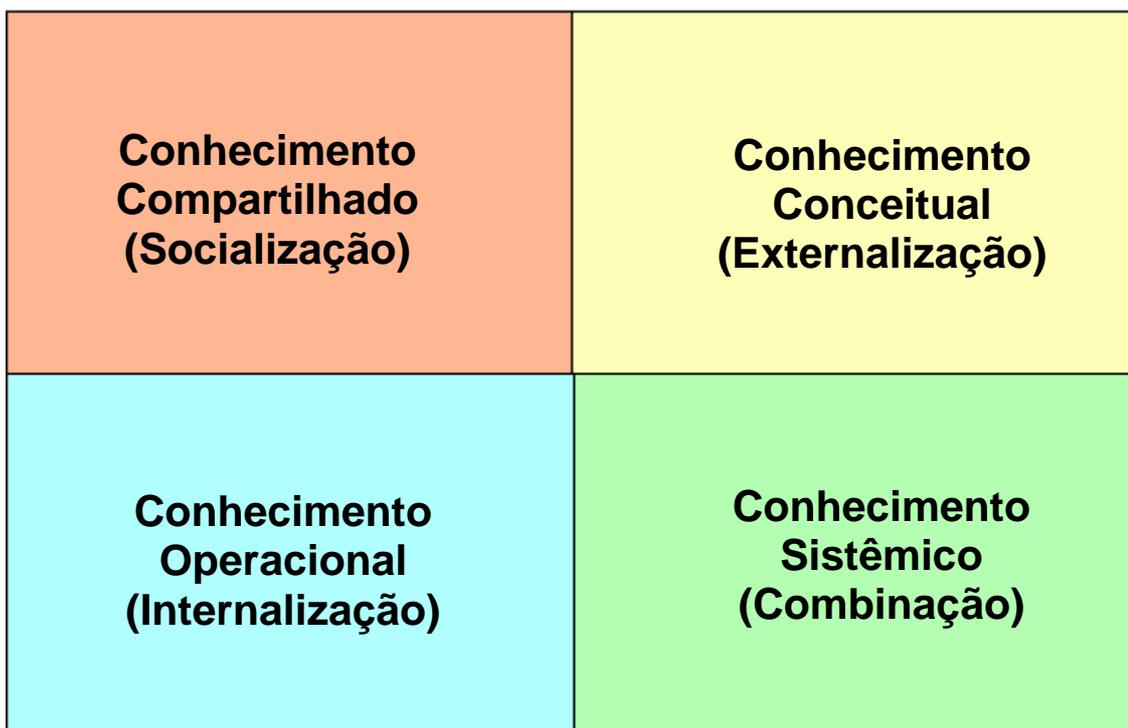 Conhecimento
Compartilhado
(Socialização)
Conhecimento
Conceitual
(Externalização)
Conhecimento
Operacional
(Internalização)
Conhecimento
Sistêmico
(Combinação)